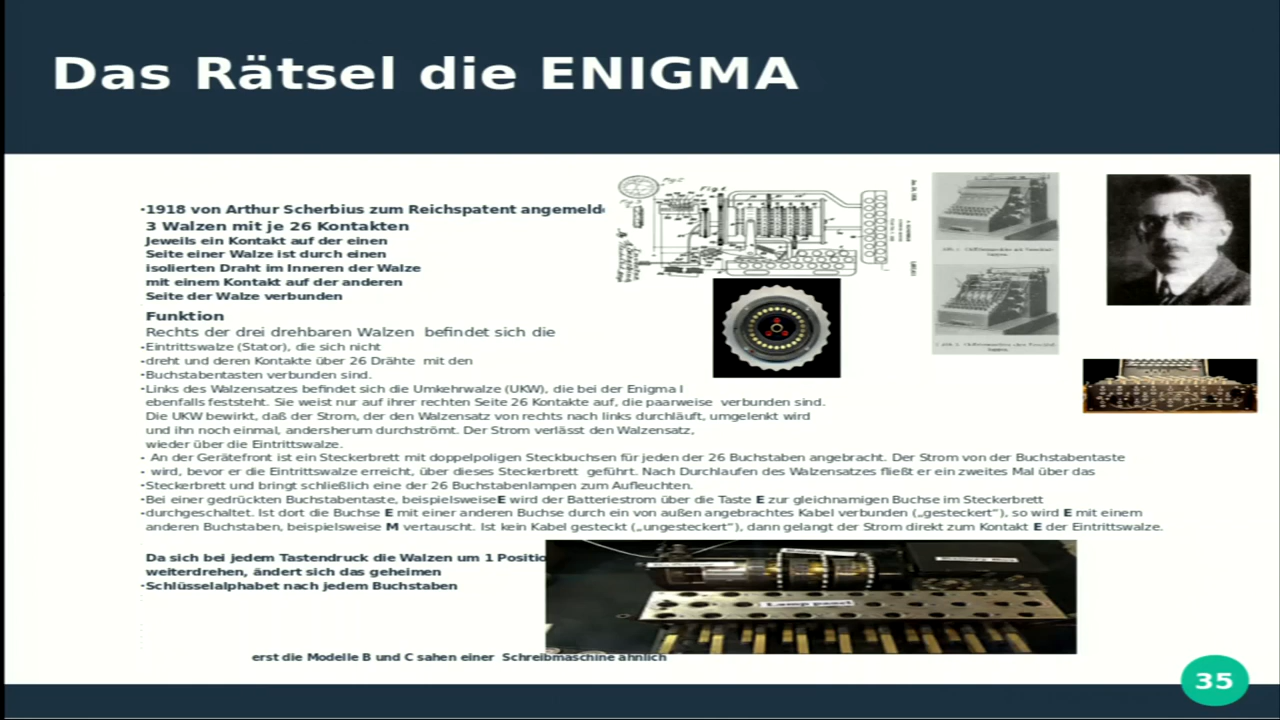 Das Rätsel die ENIGMA
·1918 von Arthur Scherbius zum Reichspatent angemelde
3 Walzen mit je 26 Kontakten
Jeweils ein Kontakt auf der einen
Seite einer Walze ist durch einen
isolierten Draht im Inneren der Walze
mit einem Kontakt auf der anderen
Seite der Walze verbunden
Funktion
Rechts der drei drehbaren Walzen befindet sich die
·Eintrittswalze (Stator), die sich nicht
·dreht und deren Kontakte über 26 Drähte mit den
·Buchstabentasten verbunden sind.
·Links des Walzensatzes befindet sich die Umkehrwalze (UKW), die bei der Enigma I
ebenfalls feststeht. Sie weist nur auf ihrer rechten Seite 26 Kontakte auf, die paarweise verbunden sind.
Die UKW bewirkt, daß der Strom, der den Walzensatz von rechts nach links durchläuft, umgelenkt wird
und ihn noch einmal, andersherum durchströmt. Der Strom verlässt den Walzensatz,
wieder über die Eintrittswalze.
· An der Gerätefront ist ein Steckerbrett mit doppelpoligen Steckbuchsen für jeden der 26 Buchstaben angebracht. Der Strom von der Buchstabentaste
· wird, bevor er die Eintrittswalze erreicht, über dieses Steckerbrett geführt. Nach Durchlaufen des Walzensatzes fließt er ein zweites Mal über das
·Steckerbrett und bringt schließlich eine der 26 Buchstabenlampen zum Aufleuchten.
·Bei einer gedrückten Buchstabentaste, beispielsweiseE wird der Batteriestrom über die Taste E zur gleichnamigen Buchse im Steckerbrett
·durchgeschaltet. Ist dort die Buchse E mit einer anderen Buchse durch ein von außen angebrachtes Kabel verbunden („gesteckert“), so wird E mit einem
anderen Buchstaben, beispielsweise M vertauscht. Ist kein Kabel gesteckt („ungesteckert“), dann gelangt der Strom direkt zum Kontakt E der Eintrittswalze.
Da sich bei jedem Tastendruck die Walzen um 1 Positio
weiterdrehen, ändert sich das geheimen
·Schlüsselalphabet nach jedem Buchstaben
Lamp panel
erst die Modelle B und C sahen einer Schreibmaschine ähnlich
35